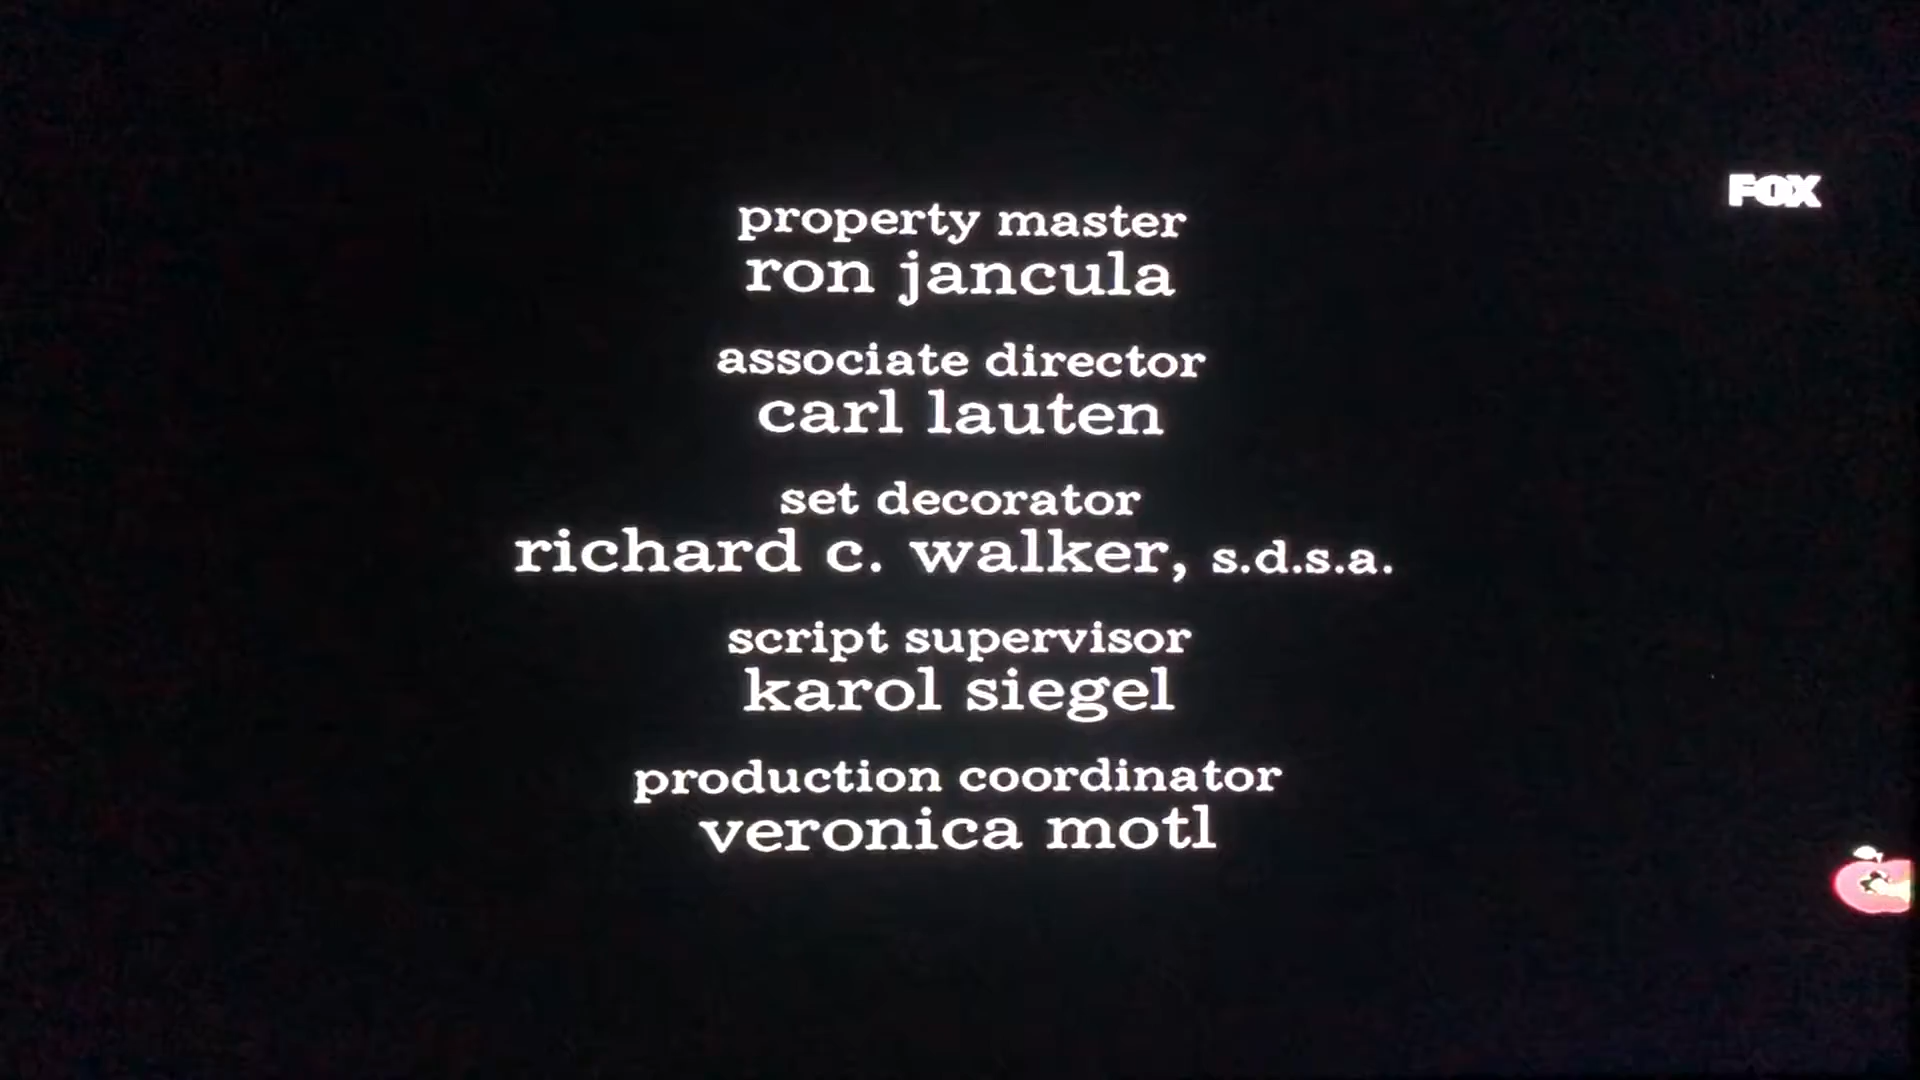 FOX
property master
ron jancula
associate director
carl lauten
set decorator
richard c. walker, s.d.s.a.
script supervisor
karol siegel
production coordinator
veronica motl